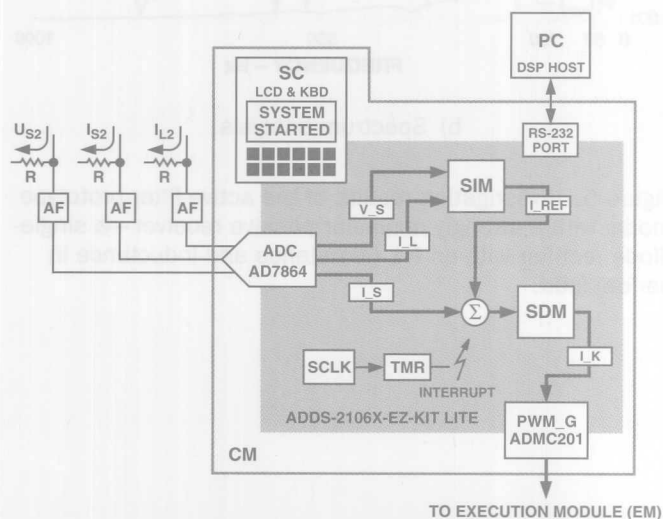 SC
LCD & KBD
SYSTEM
STARTED
PC
DSP HOST
RS-232
PORT
U_S2
I_S2
I_L2
R
R
R
AF
AF
AF
ADC
AD7864
V_S
I_L
I_S
SIM
I_REF
Σ
SDM
I_K
SCLK
TMR
INTERRUPT
ADDS-2106X-EZ-KIT LITE
PWM_G
ADMC201
CM
TO EXECUTION MODULE (EM)